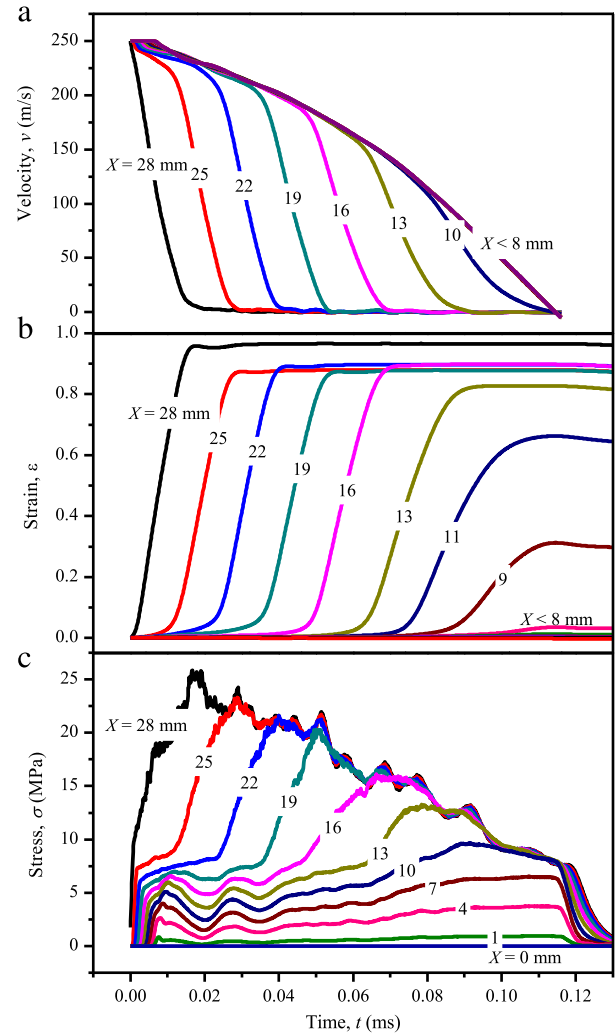 a
250
200
150
100
50
0
Velocity, v (m/s)
X = 28 mm
25
22
19
16
13
10
X < 8 mm
b
1.0
0.8
0.6
0.4
0.2
0.0
Strain, ε
X = 28 mm
25
22
19
16
13
11
9
X < 8 mm
c
25
20
15
10
5
0
Stress, σ (MPa)
X = 28 mm
25
22
19
16
13
10
7
4
1
X = 0 mm
0.00 0.02 0.04 0.06 0.08 0.10 0.12
Time, t (ms)